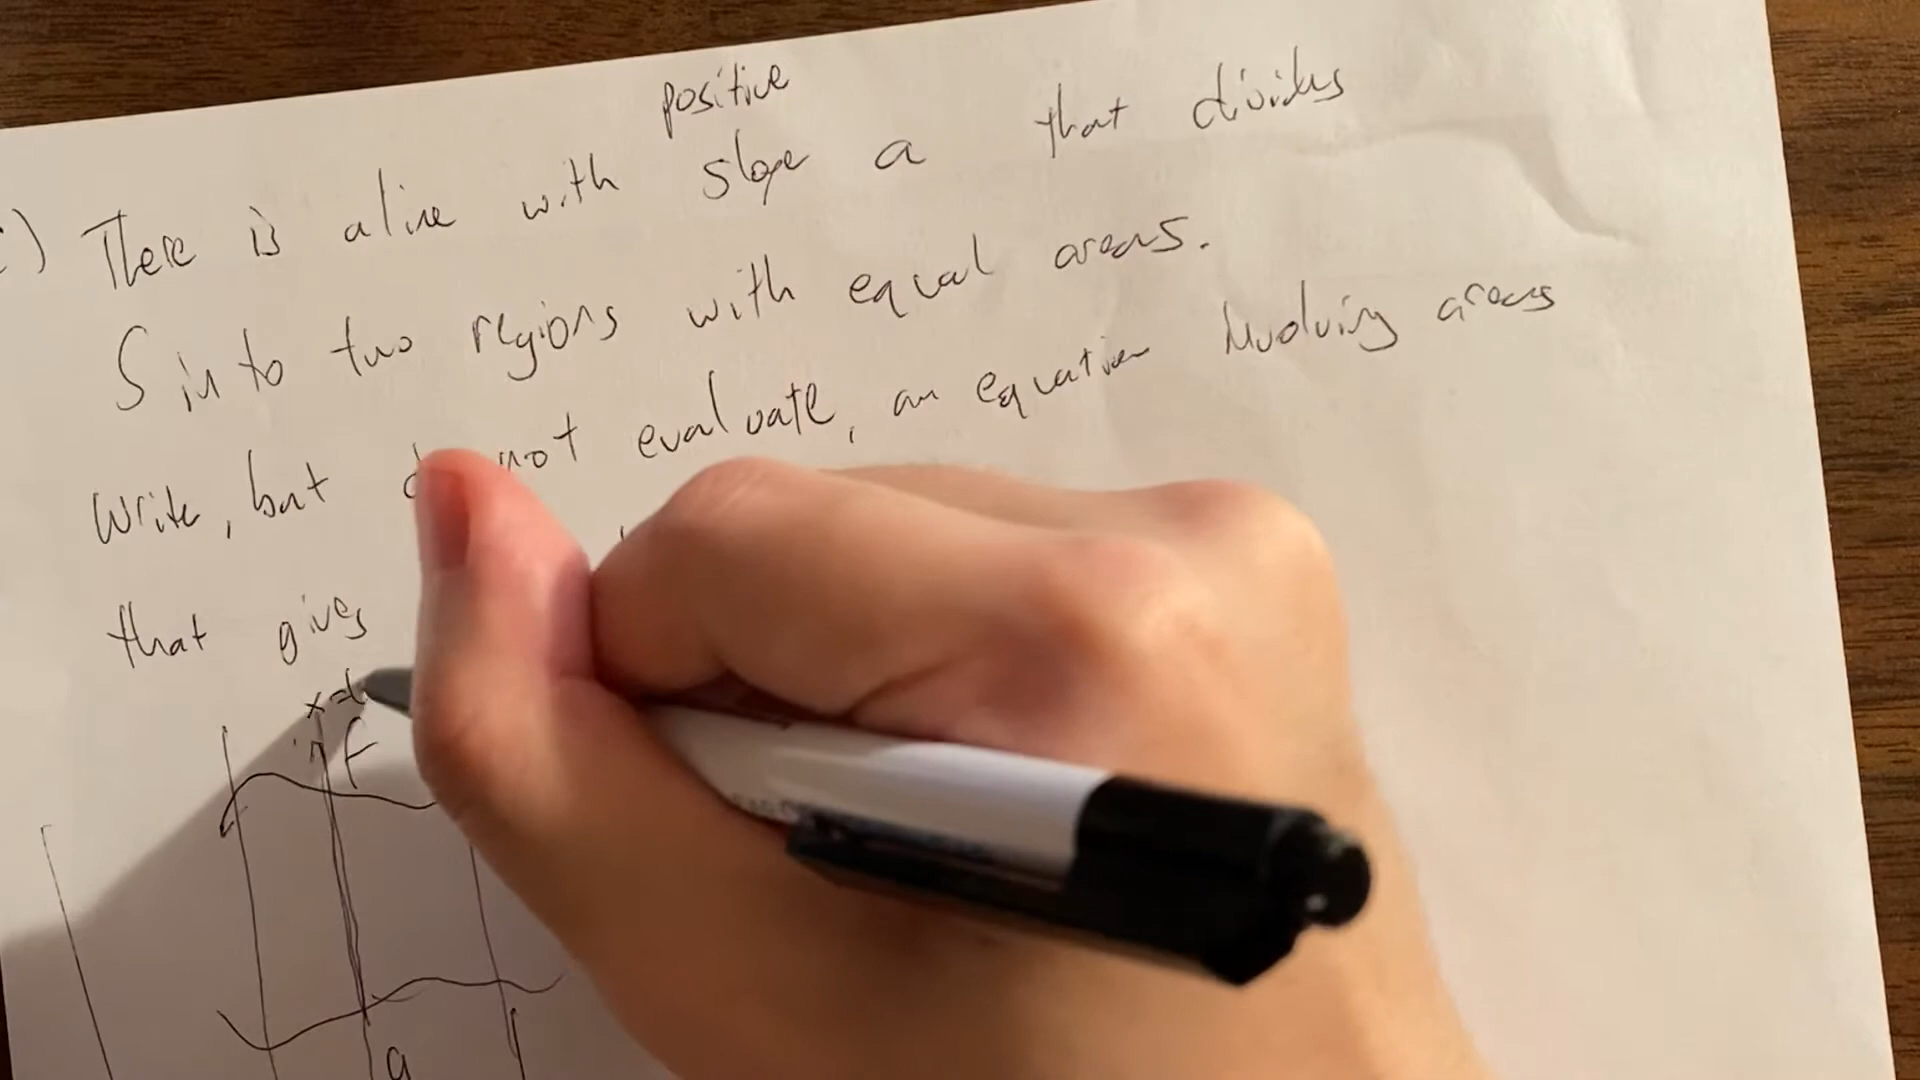 positive
There is a line with slope a that divides
S into two regions with equal areas.
Write, but not evaluate, an equation involving areas
that gives
x=
f
g